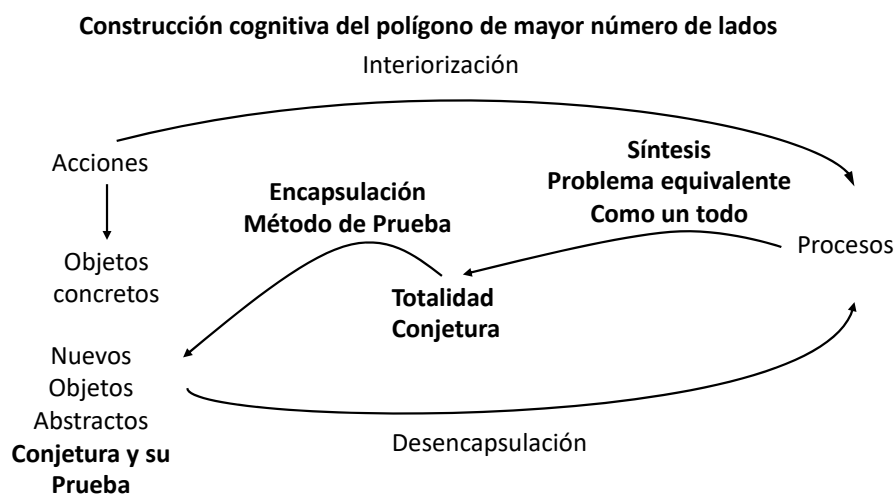 Construcción cognitiva del polígono de mayor número de lados
Interiorización
Acciones
Síntesis
Problema equivalente
Como un todo
Encapsulación
Método de Prueba
Procesos
Objetos
concretos
Totalidad
Conjetura
Nuevos
Objetos
Abstractos
Conjetura y su
Prueba
Desencapsulación